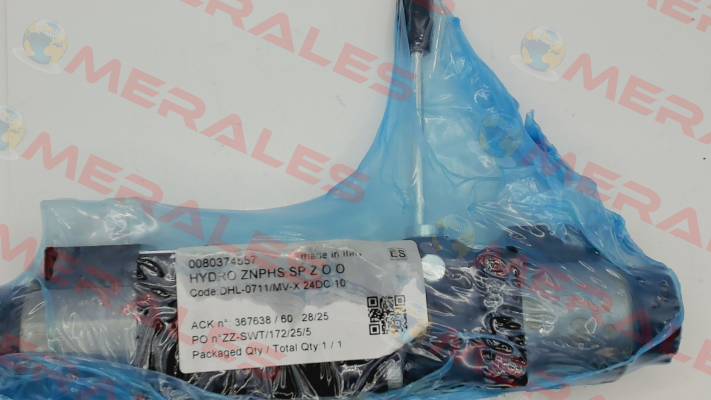 MERALES
MERALES
MERALES
MERALES
MERALES
0080374557 made in Italy ES
HYDRO ZNPHS SP Z O O
Code:DHL-0711/MV-X 24DC 10
ACK n°: 367638 / 60 28/25
PO n°ZZ-SWT/172/25/5
Packaged Qty / Total Qty 1 / 1